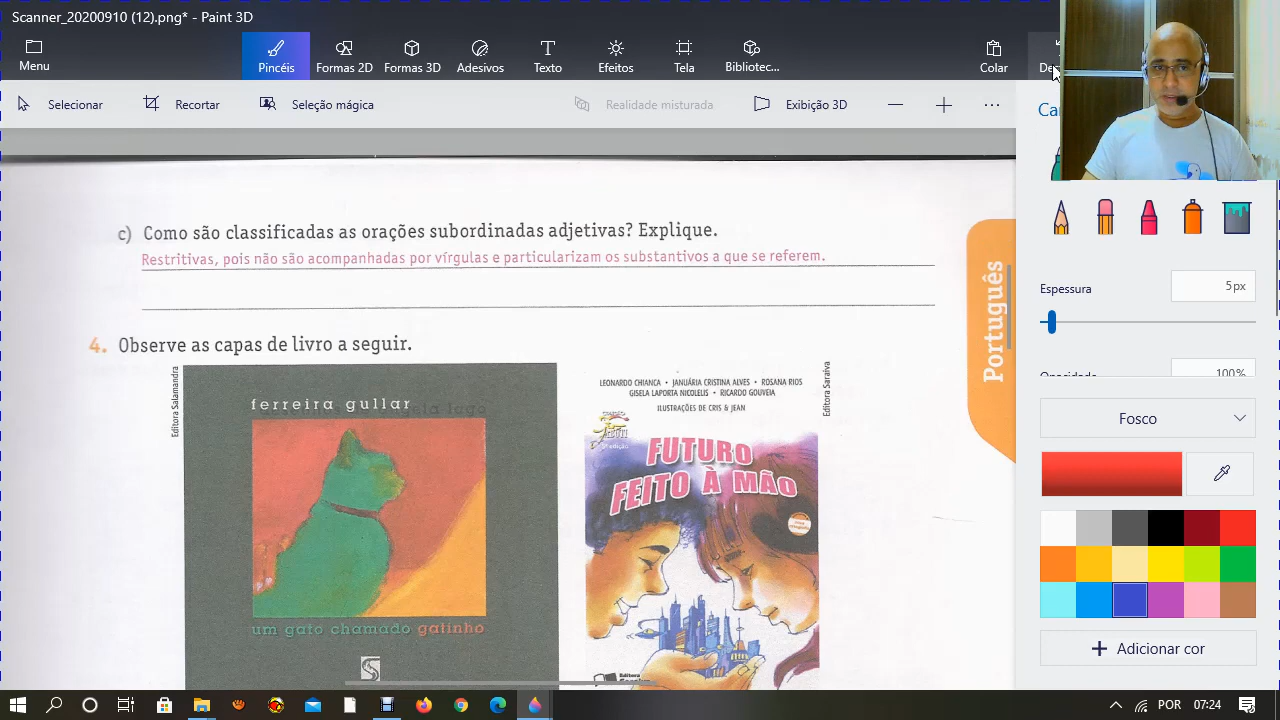 Scanner_20200910 (12).png* - Paint 3D
Menu
Pincéis
Formas 2D
Formas 3D
Adesivos
Texto
Efeitos
Tela
Bibliotec...
Colar
Selecionar
Recortar
Seleção mágica
Realidade misturada
Exibição 3D
c) Como são classificadas as orações subordinadas adjetivas? Explique.
Restritivas, pois não são acompanhadas por vírgulas e particularizam os substantivos a que se referem.
4. Observe as capas de livro a seguir.
Editora Salamandra
ferreira gullar
um gato chamado gatinho
LEONARDO CHIANCA • JANUÁRIA CRISTINA ALVES • ROSANA RIOS
GISELA LAPORTA NICOLELIS • RICARDO GOUVEIA
ILUSTRAÇÕES DE CRIS & JEAN
Editora Saraiva
FUTURO
FEITO À MÃO
Português
Espessura
5px
Opacidade
100%
Fosco
Adicionar cor
POR
07:24